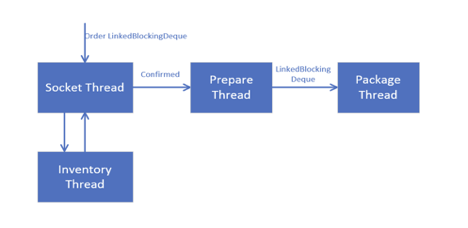 Order LinkedBlockingDeque
Socket Thread
Confirmed
Prepare
Thread
LinkedBlocking
Deque
Package
Thread
Inventory
Thread